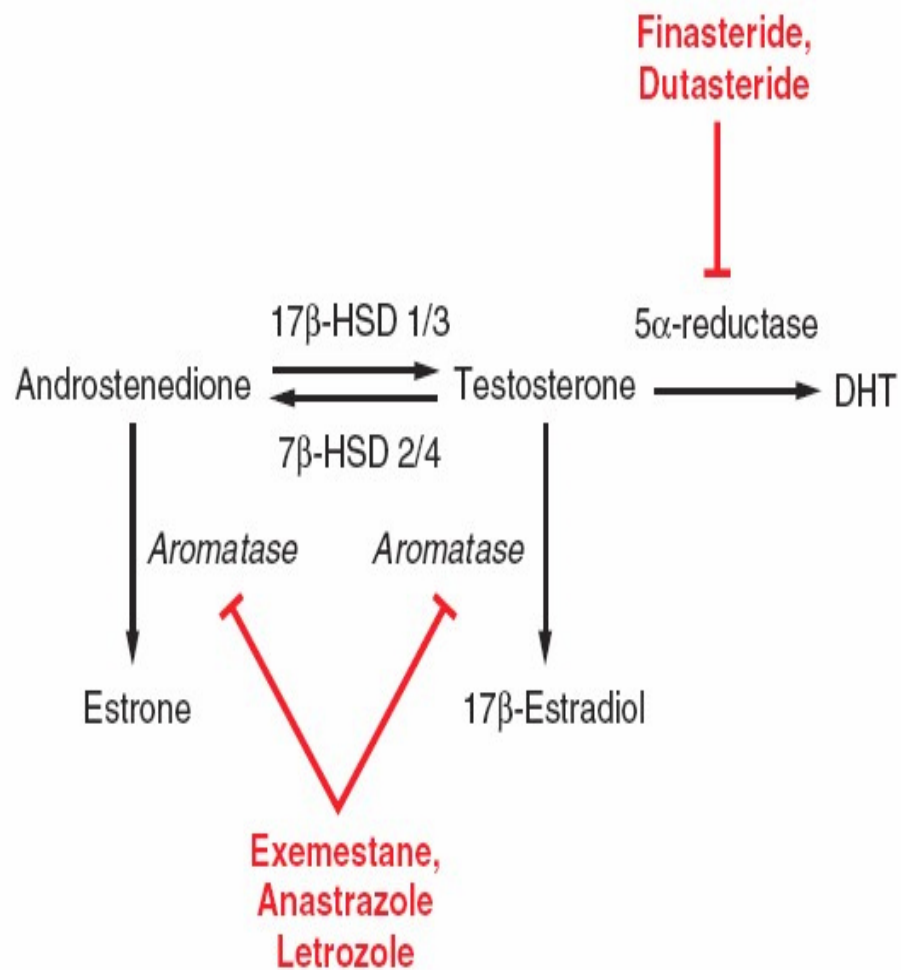 Finasteride,
Dutasteride
17β-HSD 1/3
5α-reductase
Androstenedione
Testosterone
DHT
7β-HSD 2/4
Aromatase
Aromatase
Estrone
17β-Estradiol
Exemestane,
Anastrazole
Letrozole